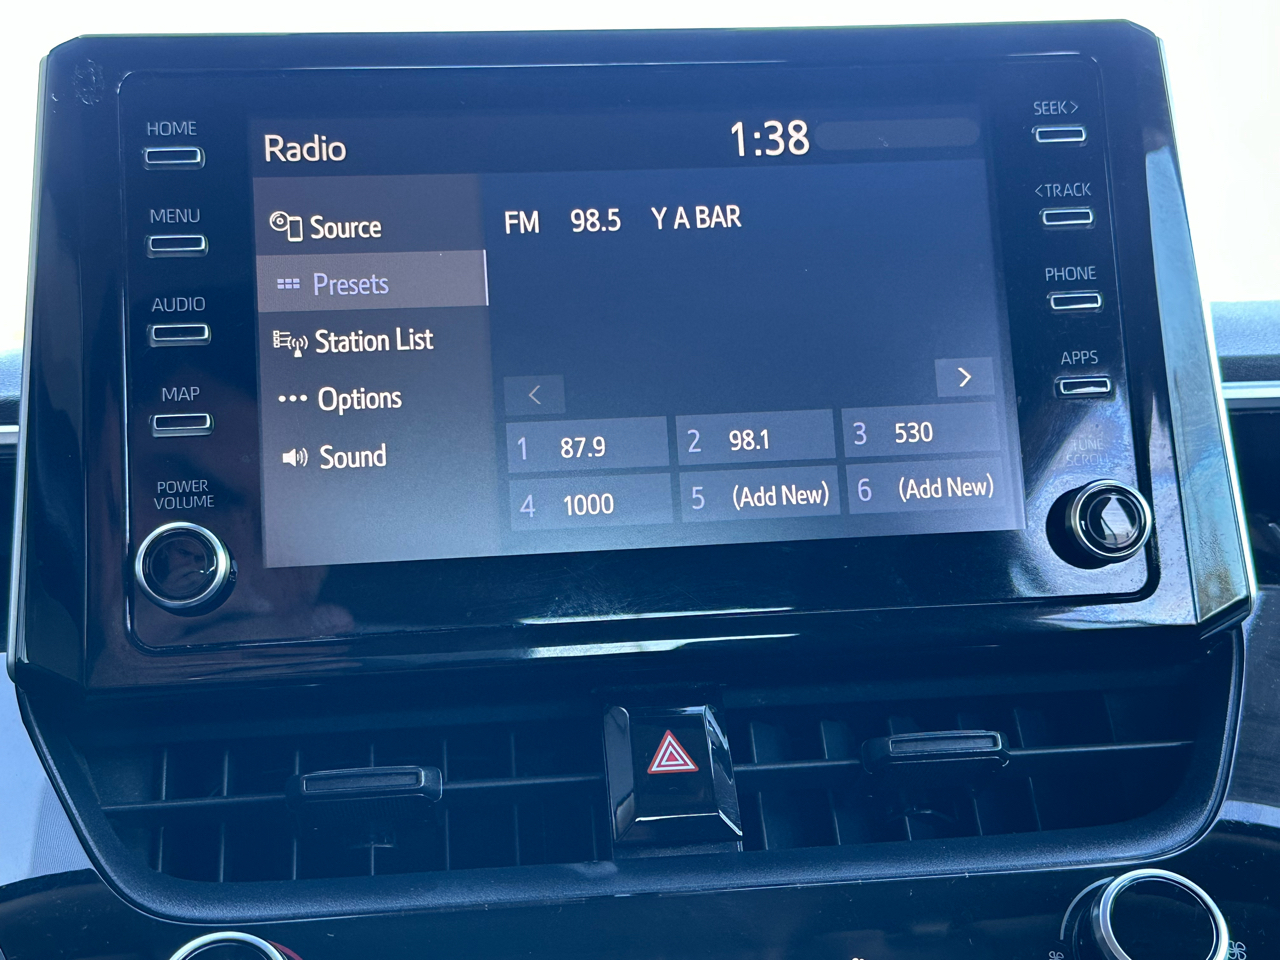 HOME
MENU
AUDIO
MAP
POWER
VOLUME
Radio
1:38
Source
Presets
Station List
Options
Sound
FM 98.5 Y A BAR
<
>
1 87.9
2 98.1
3 530
4 1000
5 (Add New)
6 (Add New)
SEEK >
< TRACK
PHONE
APPS
TUNE
SCROLL